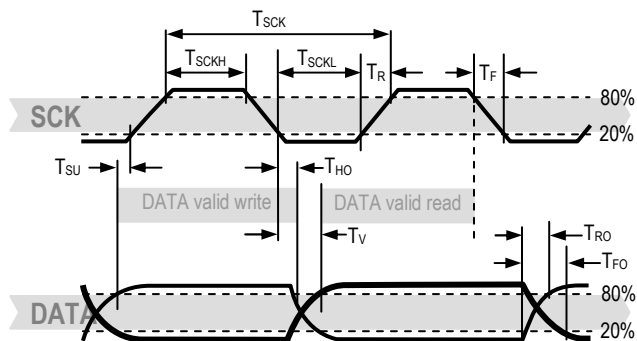 TSCK
TSCKH TSCKL TR TF
80%
SCK
20%
TSU THO
DATA valid write DATA valid read
TV
TRO
TFO
80%
DATA
20%